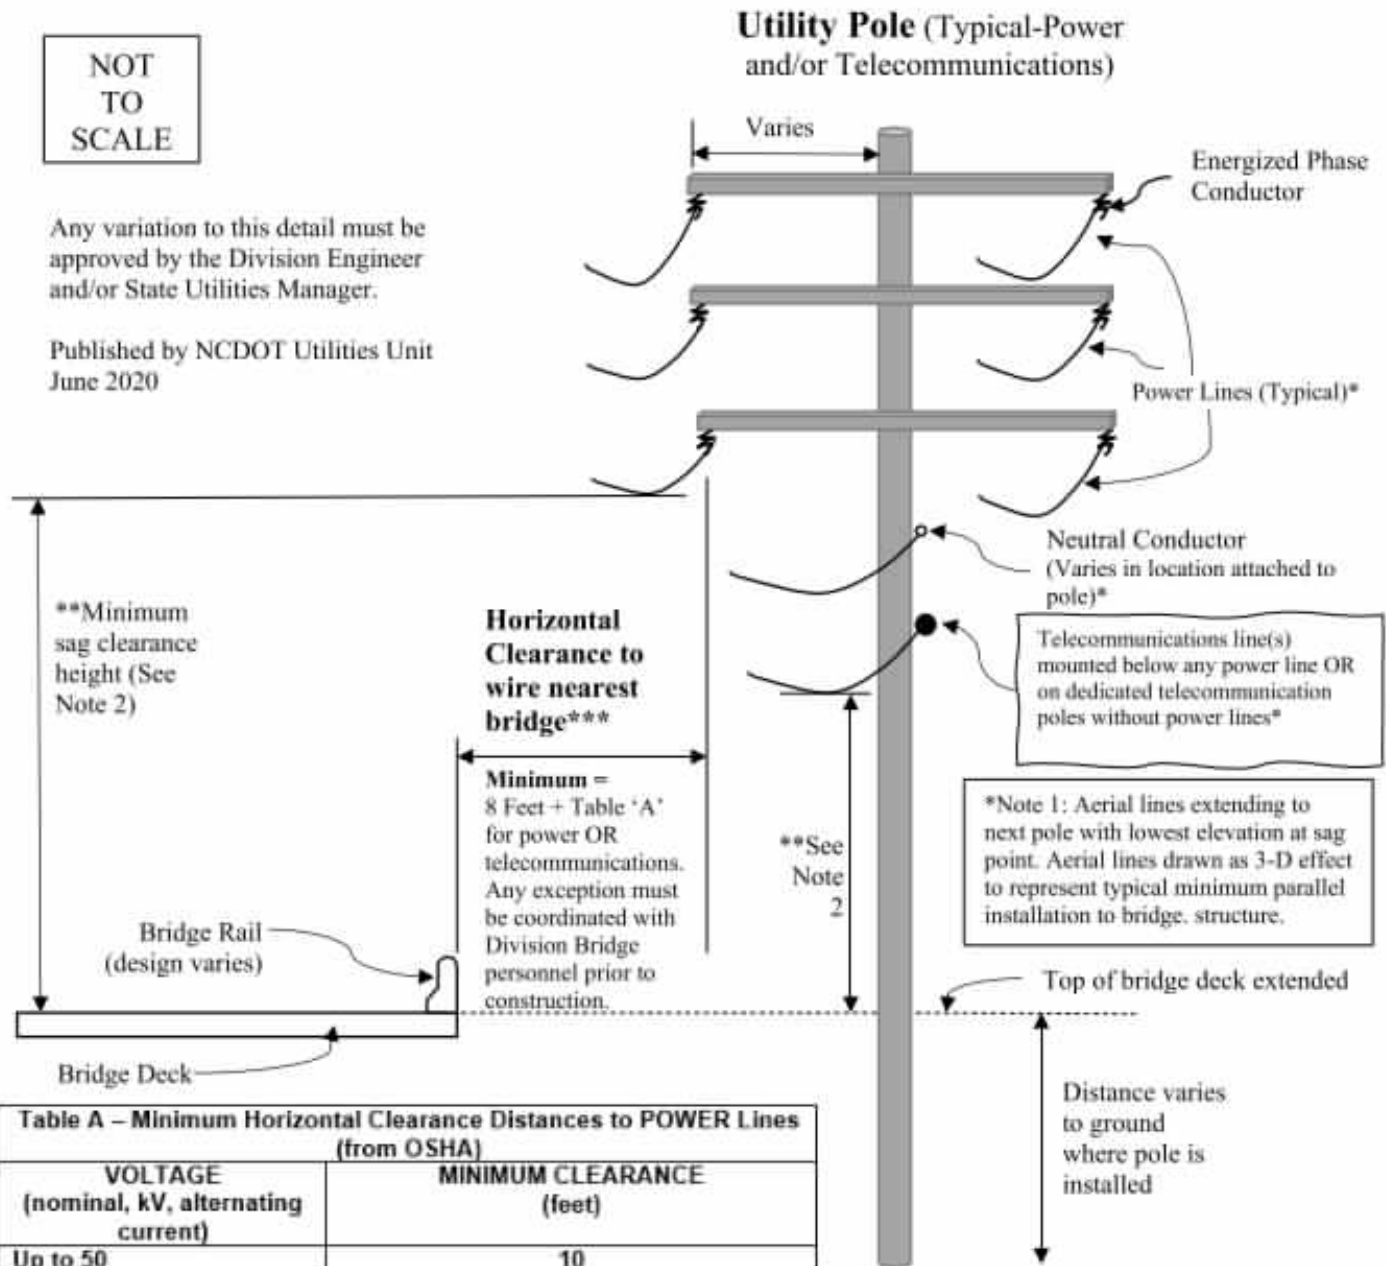 Utility Pole (Typical-Power
and/or Telecommunications)
NOT
TO
SCALE
Varies
Energized Phase
Conductor
Any variation to this detail must be
approved by the Division Engineer
and/or State Utilities Manager.
Published by NCDOT Utilities Unit
June 2020
Power Lines (Typical)*
Neutral Conductor
(Varies in location attached to
pole)*
**Minimum
sag clearance
height (See
Note 2)
Horizontal
Clearance to
wire nearest
bridge***
Telecommunications line(s)
mounted below any power line OR
on dedicated telecommunication
poles without power lines*
Minimum =
8 Feet + Table ‘A’
for power OR
telecommunications.
Any exception must
be coordinated with
Division Bridge
personnel prior to
construction.
**See
Note
2
*Note 1: Aerial lines extending to
next pole with lowest elevation at sag
point. Aerial lines drawn as 3-D effect
to represent typical minimum parallel
installation to bridge. structure.
Bridge Rail
(design varies)
Top of bridge deck extended
Bridge Deck
Distance varies
to ground
where pole is
installed
Table A – Minimum Horizontal Clearance Distances to POWER Lines
(from OSHA)
VOLTAGE
(nominal, kV, alternating
current)
MINIMUM CLEARANCE
(feet)
Up to 50
10